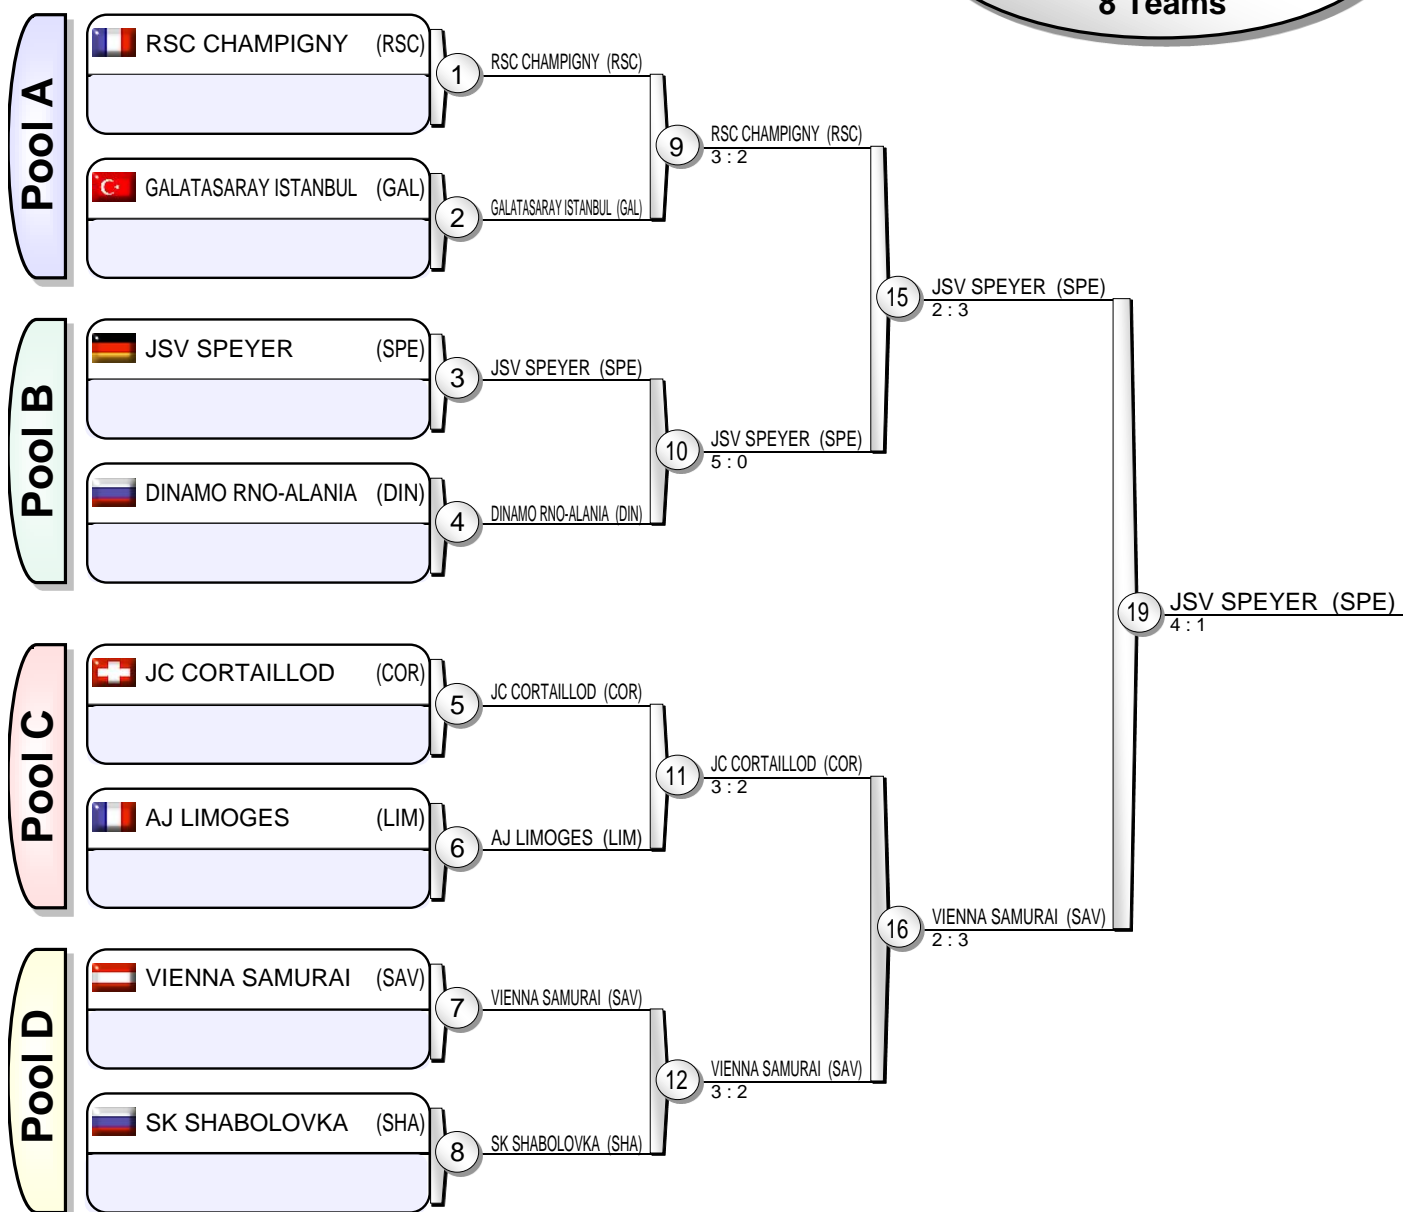 8 Teams
Pool A
RSC CHAMPIGNY (RSC)
1
RSC CHAMPIGNY (RSC)
GALATASARAY ISTANBUL (GAL)
2
GALATASARAY ISTANBUL (GAL)
9
RSC CHAMPIGNY (RSC)
3 : 2
Pool B
JSV SPEYER (SPE)
3
JSV SPEYER (SPE)
DINAMO RNO-ALANIA (DIN)
4
DINAMO RNO-ALANIA (DIN)
10
JSV SPEYER (SPE)
5 : 0
15
JSV SPEYER (SPE)
2 : 3
Pool C
JC CORTAILLOD (COR)
5
JC CORTAILLOD (COR)
AJ LIMOGES (LIM)
6
AJ LIMOGES (LIM)
11
JC CORTAILLOD (COR)
3 : 2
Pool D
VIENNA SAMURAI (SAV)
7
VIENNA SAMURAI (SAV)
SK SHABOLOVKA (SHA)
8
SK SHABOLOVKA (SHA)
12
VIENNA SAMURAI (SAV)
3 : 2
16
VIENNA SAMURAI (SAV)
2 : 3
19
JSV SPEYER (SPE)
4 : 1